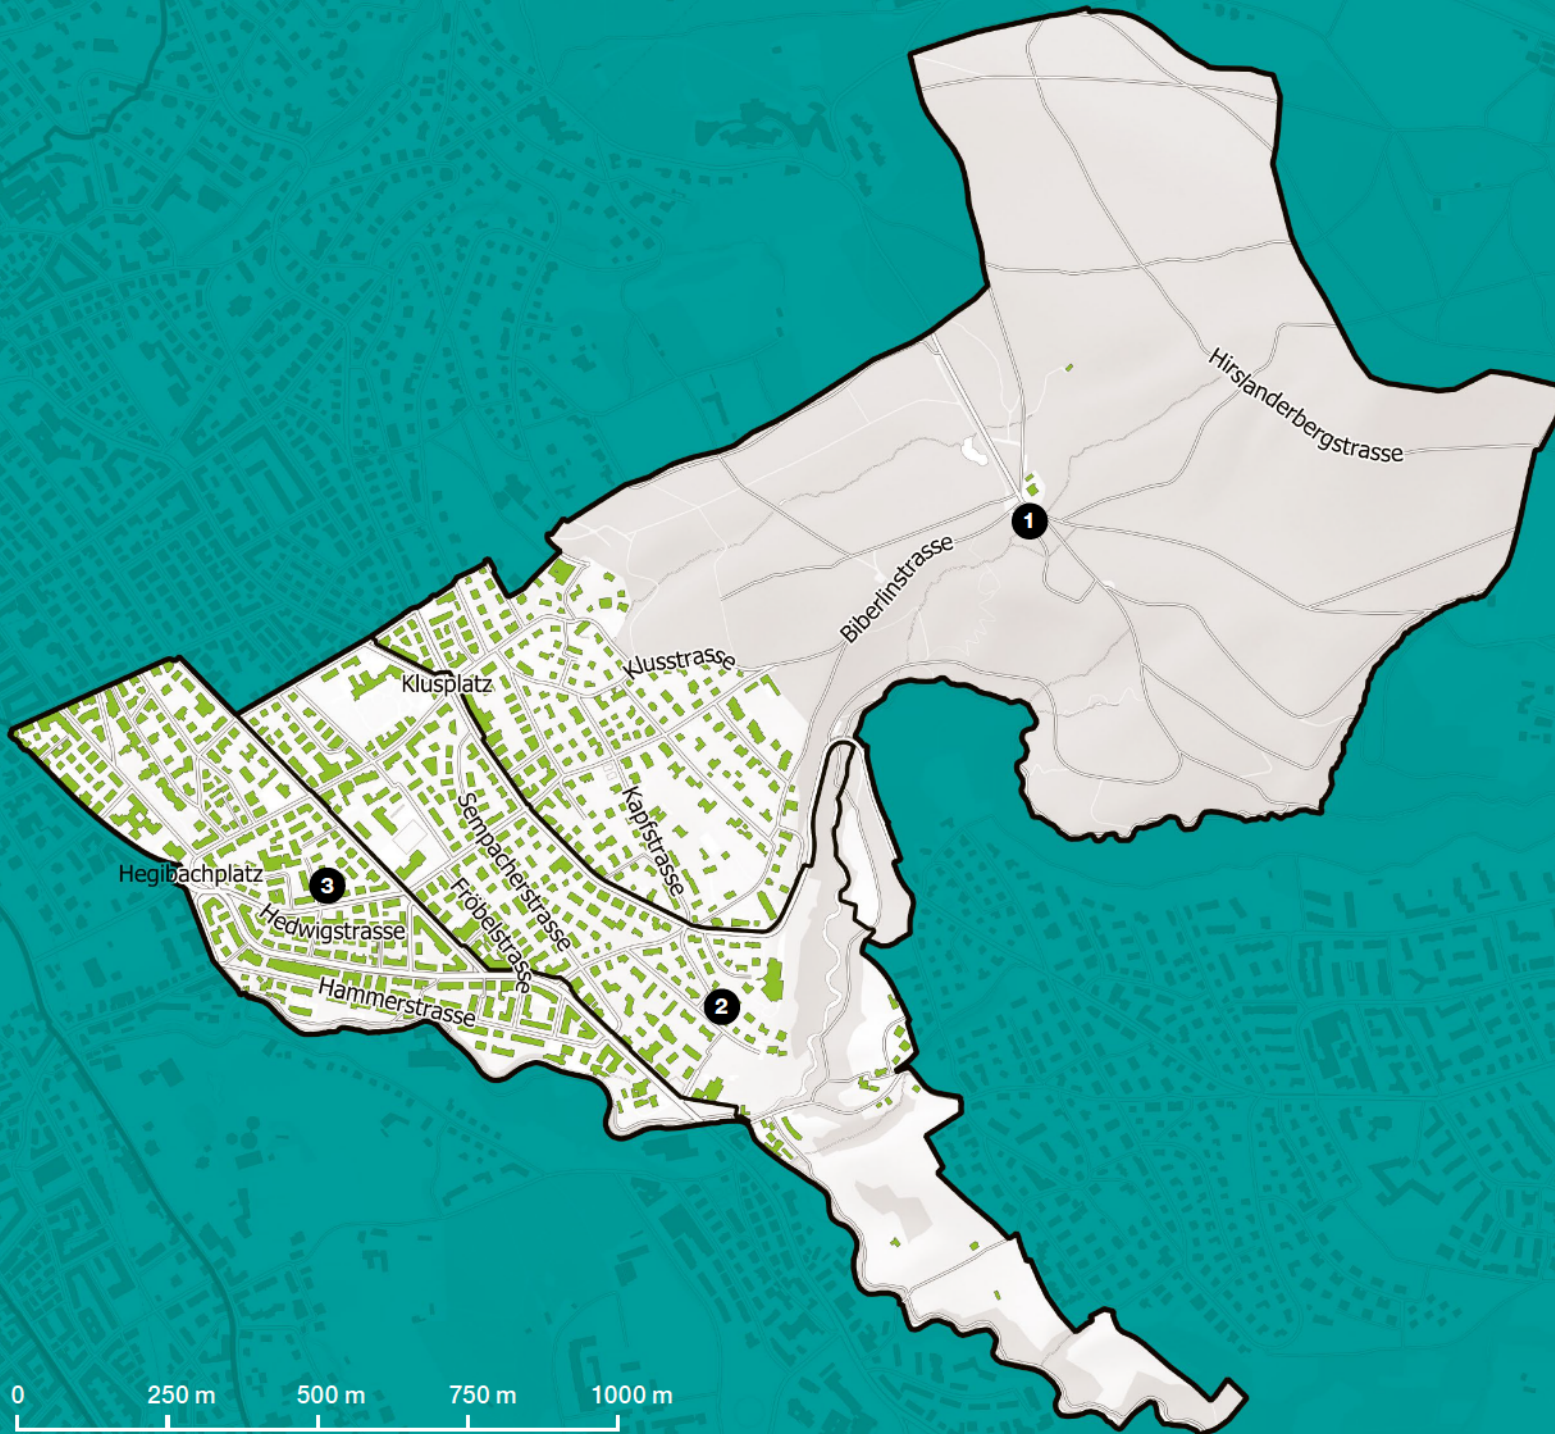 Hirslanderbergstrasse
1
Biberlinstrasse
Klusstrasse
Klusplatz
Kapfstrasse
Sempacherstrasse
Hegibachplatz
3
Fröbelstrasse
Hedwigstrasse
Hammerstrasse
2
0 250 m 500 m 750 m 1000 m